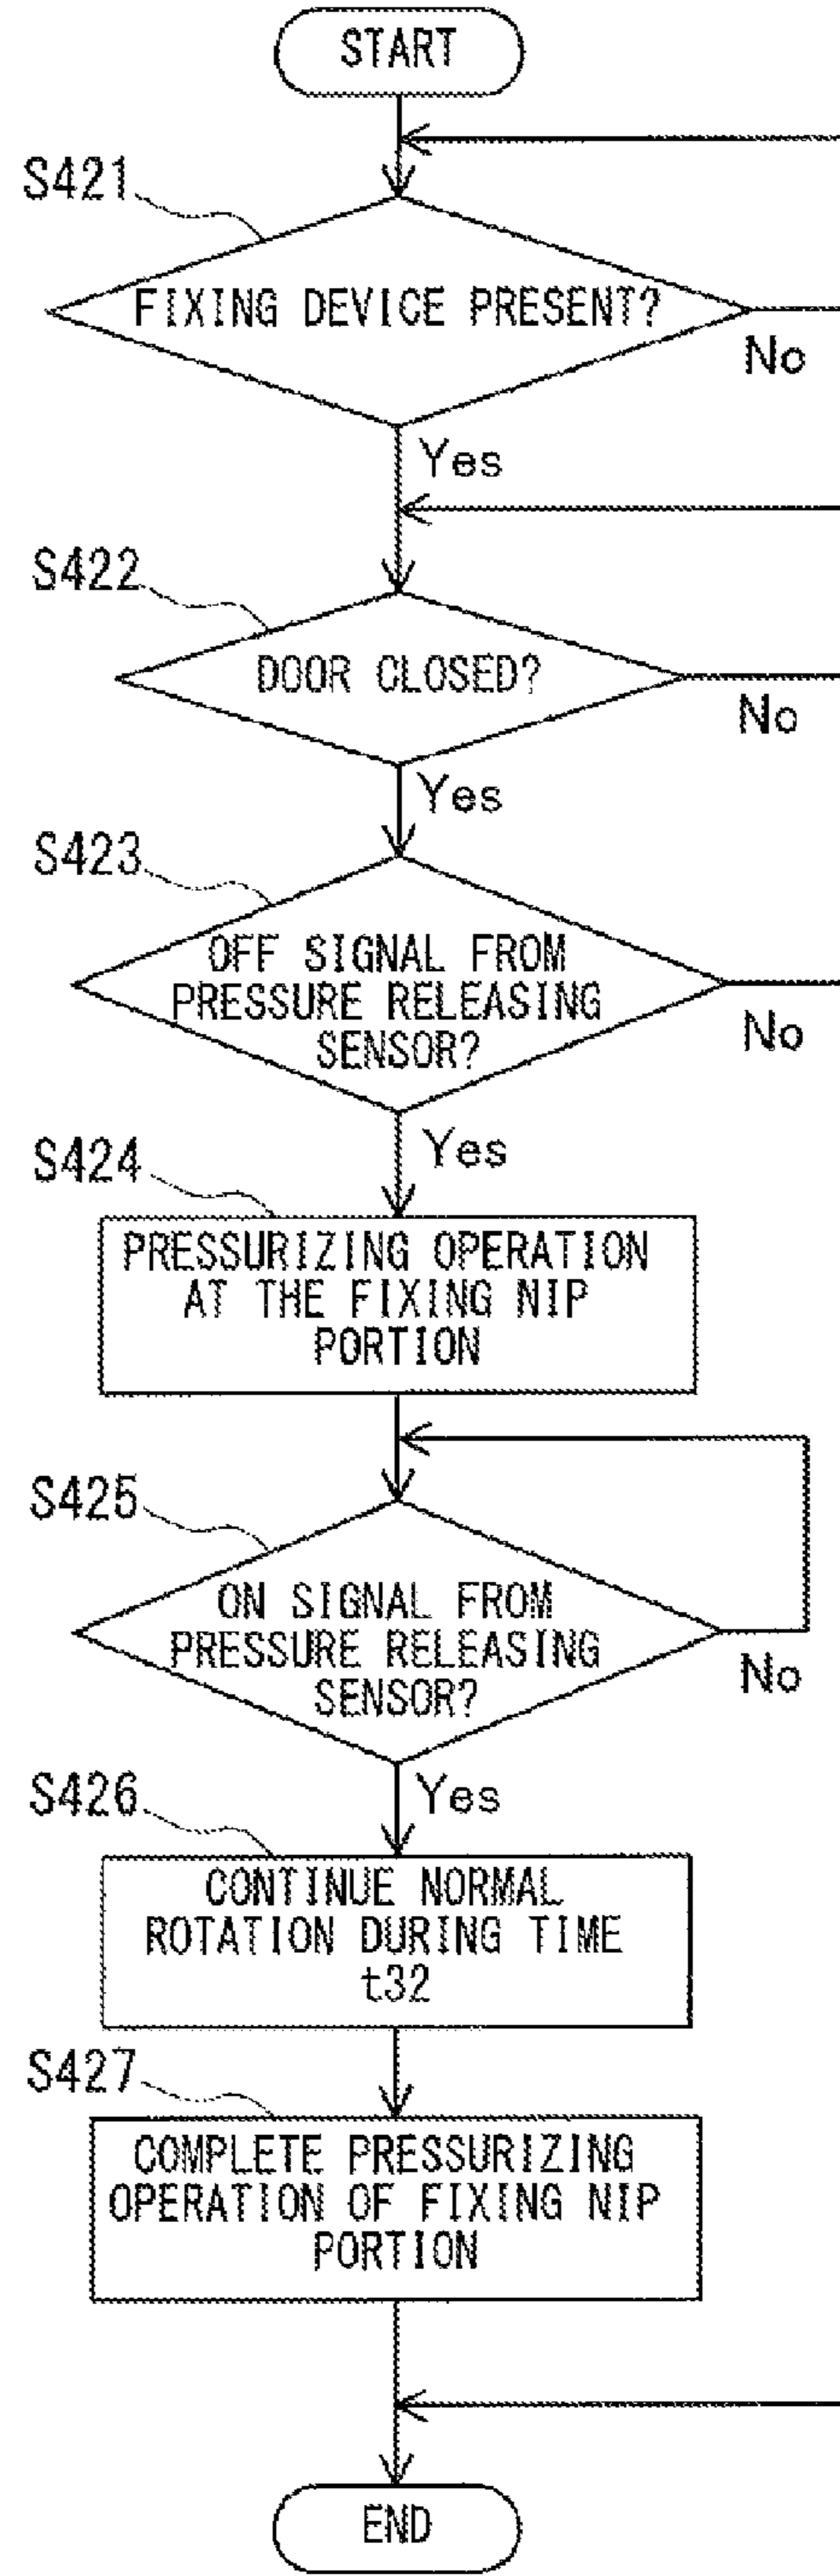 START
S421
FIXING DEVICE PRESENT?
No
Yes
S422
DOOR CLOSED?
No
Yes
S423
OFF SIGNAL FROM
PRESSURE RELEASING
SENSOR?
No
Yes
S424
PRESSURIZING OPERATION
AT THE FIXING NIP
PORTION
S425
ON SIGNAL FROM
PRESSURE RELEASING
SENSOR?
No
Yes
S426
CONTINUE NORMAL
ROTATION DURING TIME
t32
S427
COMPLETE PRESSURIZING
OPERATION OF FIXING NIP
PORTION
END